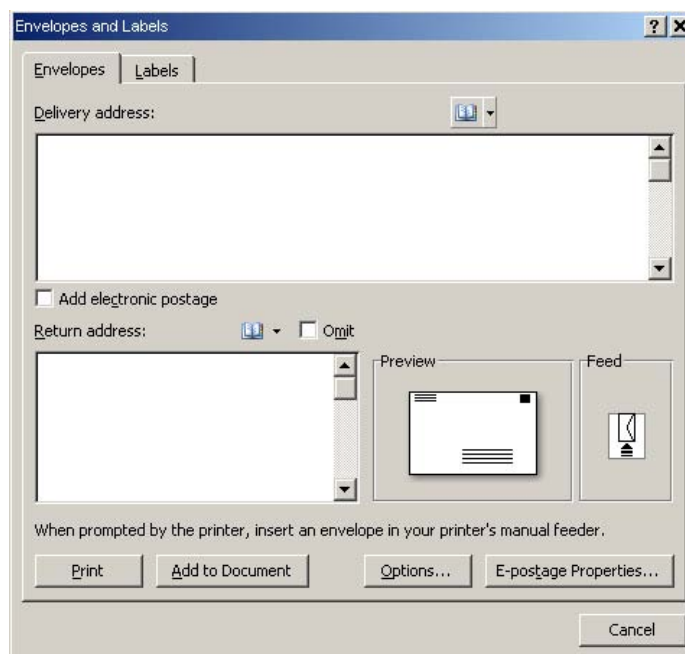 Envelopes and Labels
Envelopes Labels
Delivery address:
Add electronic postage
Return address: Omit
Preview Feed
When prompted by the printer, insert an envelope in your printer's manual feeder.
Print Add to Document Options... E-postage Properties...
Cancel